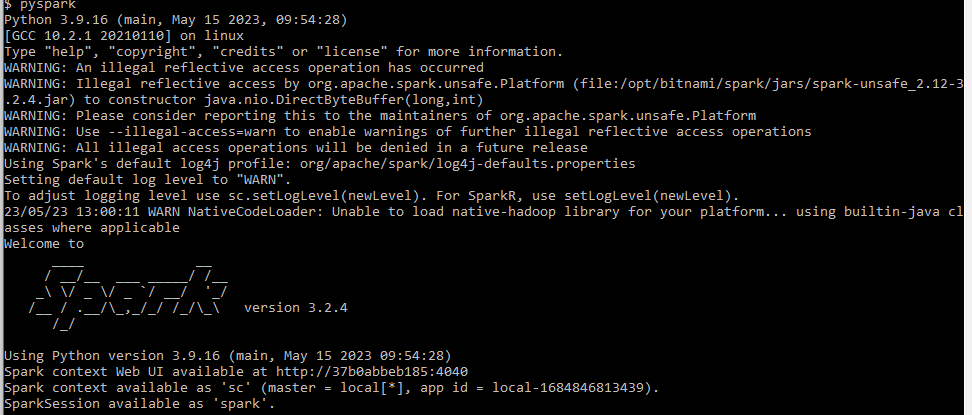 $ pyspark
Python 3.9.16 (main, May 15 2023, 09:54:28)
[GCC 10.2.1 20210110] on linux
Type "help", "copyright", "credits" or "license" for more information.
WARNING: An illegal reflective access operation has occurred
WARNING: Illegal reflective access by org.apache.spark.unsafe.Platform (file:/opt/bitnami/spark/jars/spark-unsafe_2.12-3
.2.4.jar) to constructor java.nio.DirectByteBuffer(long,int)
WARNING: Please consider reporting this to the maintainers of org.apache.spark.unsafe.Platform
WARNING: Use --illegal-access=warn to enable warnings of further illegal reflective access operations
WARNING: All illegal access operations will be denied in a future release
Using Spark's default log4j profile: org/apache/spark/log4j-defaults.properties
Setting default log level to "WARN".
To adjust logging level use sc.setLogLevel(newLevel). For SparkR, use setLogLevel(newLevel).
23/05/23 13:00:11 WARN NativeCodeLoader: Unable to load native-hadoop library for your platform... using builtin-java cl
asses where applicable
Welcome to
      ____              __
     / __/__  ___ _____/ /__
    _\ \/ _ \/ _ `/ __/  '_/
   /__ / .__/\_,_/_/ /_/\_\   version 3.2.4
      /_/
Using Python version 3.9.16 (main, May 15 2023 09:54:28)
Spark context Web UI available at http://37b0abbeb185:4040
Spark context available as 'sc' (master = local[*], app id = local-1684846813439).
SparkSession available as 'spark'.